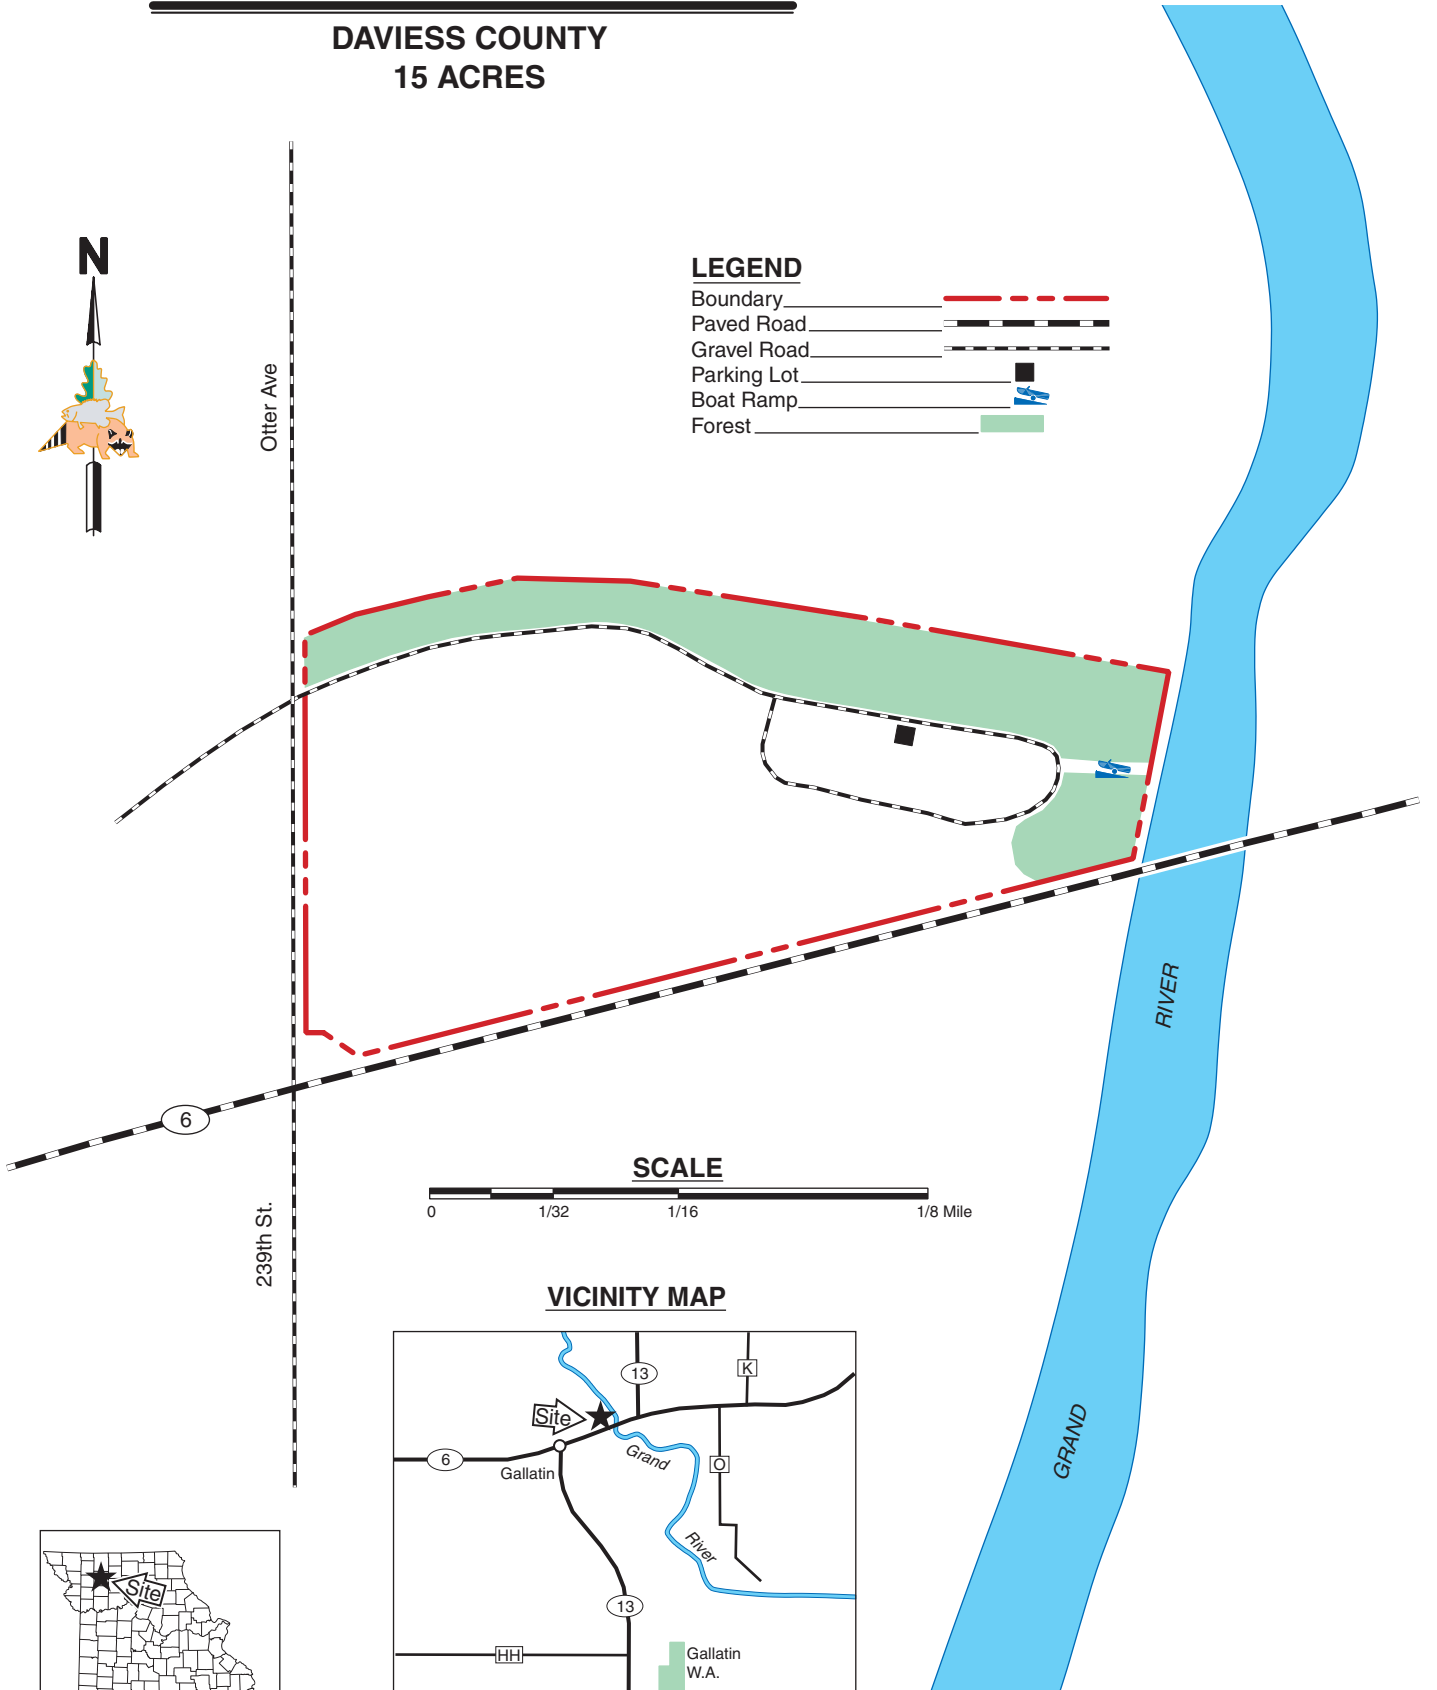 DAVIESS COUNTY
15 ACRES
N
LEGEND
Boundary
Paved Road
Gravel Road
Parking Lot
Boat Ramp
Forest
Otter Ave
RIVER
6
SCALE
0 1/32 1/16 1/8 Mile
239th St.
VICINITY MAP
13
K
Site
6
Gallatin
Grand
O
River
GRAND
Site
13
HH
Gallatin
W.A.